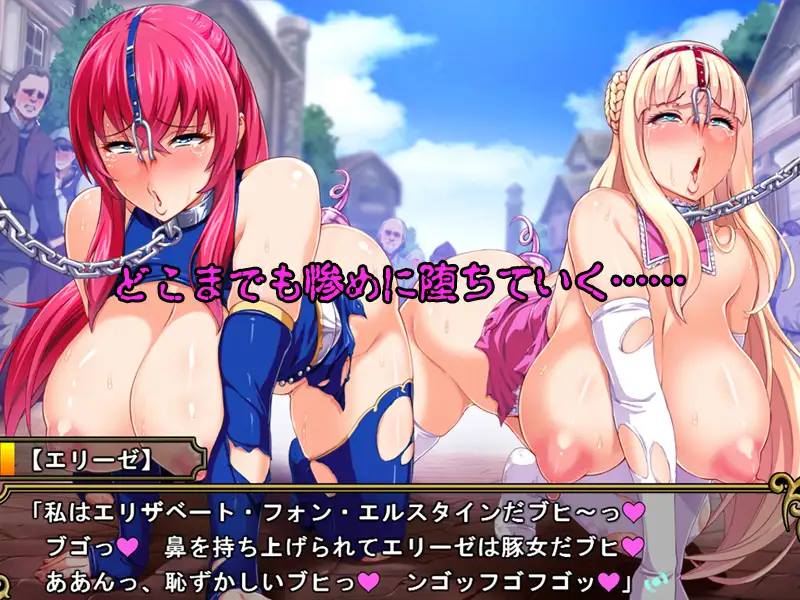 どこまでも惨めに堕ちていく……
【エリーゼ】
「私はエリザベート・フォン・エルスタインだブヒ～っ♥
ブゴっ♥　鼻を持ち上げられてエリーゼは豚女だブヒ♥
ああんっ、恥ずかしいブヒっ♥　ンゴッフゴフゴッ♥」